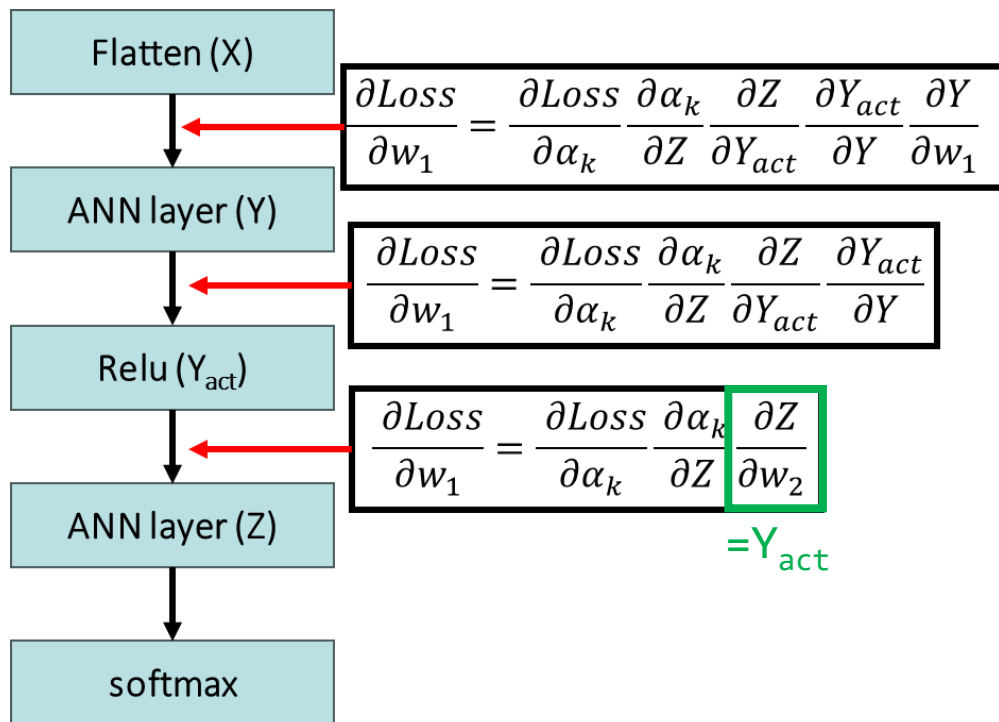 Flatten (X)
∂Loss/∂w₁ = ∂Loss/∂α_k ∂α_k/∂Z ∂Z/∂Y_act ∂Y_act/∂Y ∂Y/∂w₁
ANN layer (Y)
∂Loss/∂w₁ = ∂Loss/∂α_k ∂α_k/∂Z ∂Z/∂Y_act ∂Y_act/∂Y
Relu (Y_act)
∂Loss/∂w₁ = ∂Loss/∂α_k ∂α_k/∂Z ∂Z/∂w₂
ANN layer (Z)
=Y_act
softmax